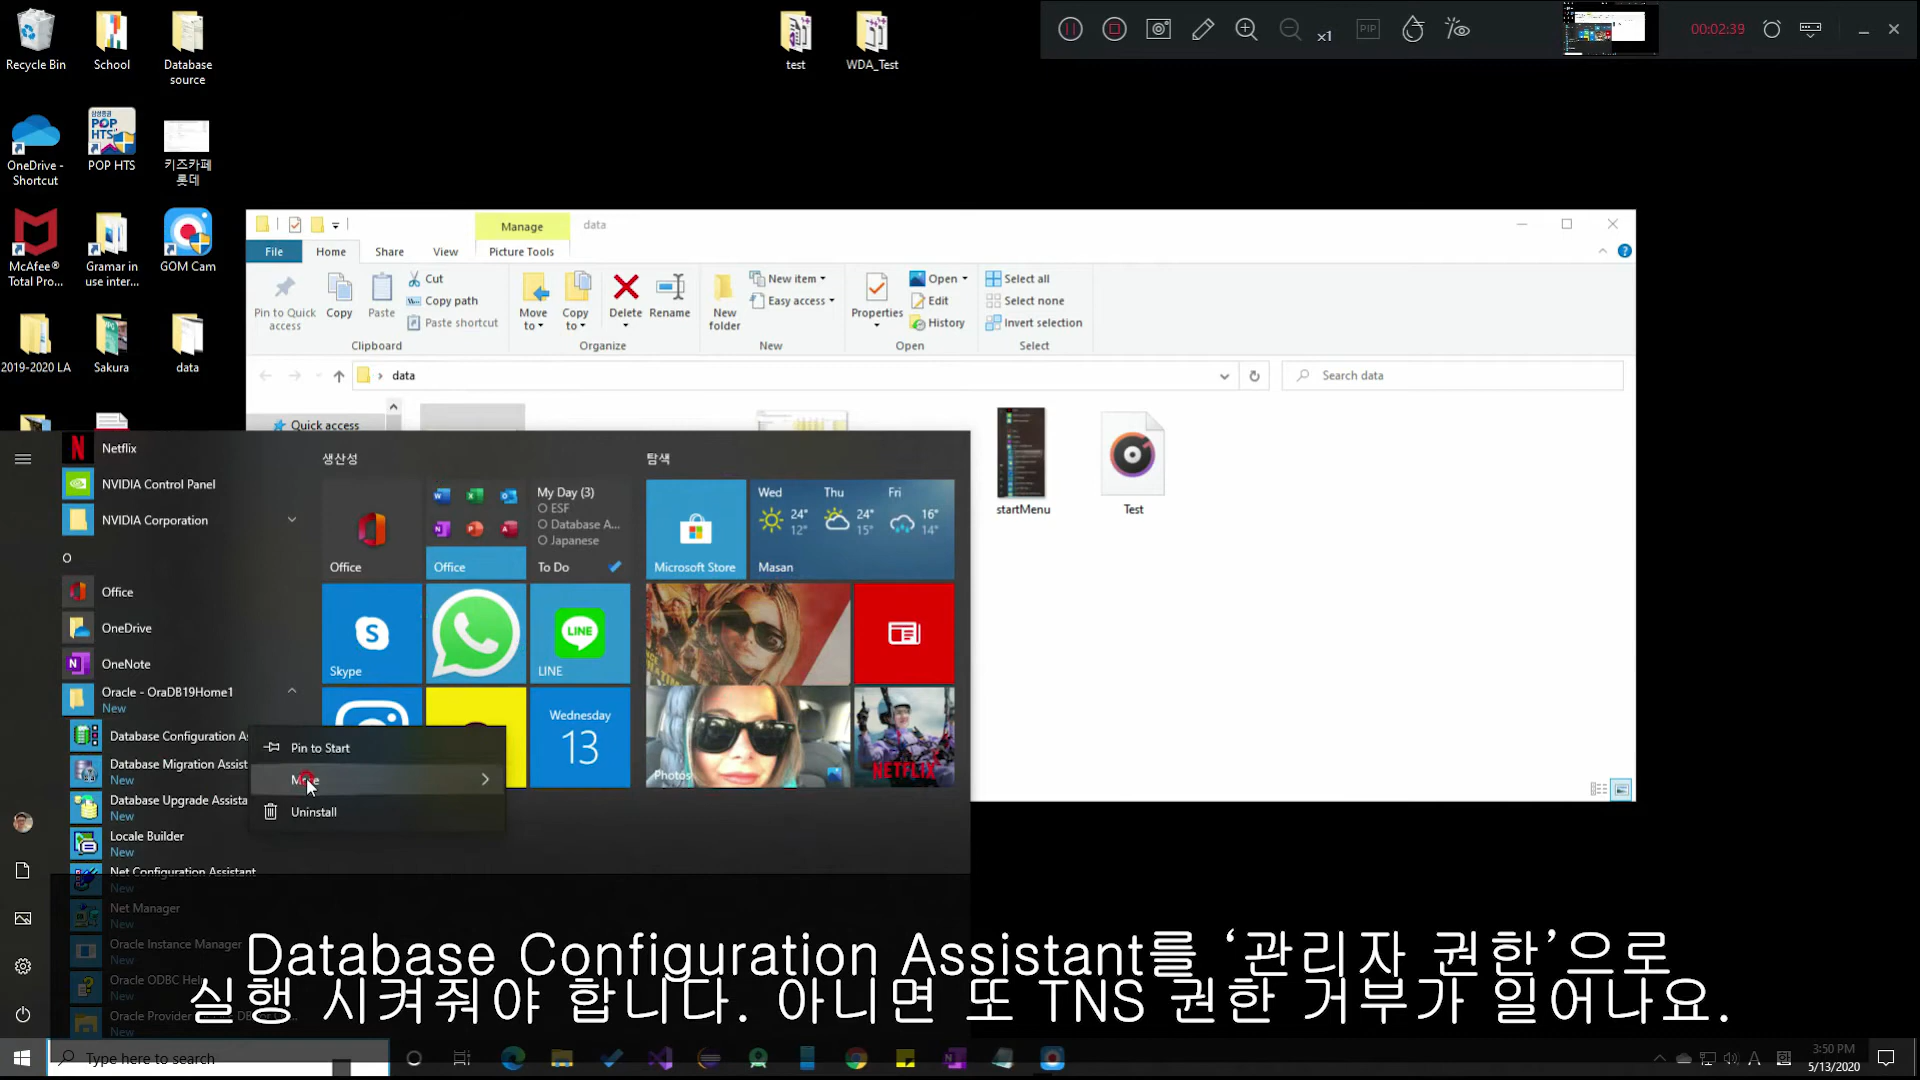 Recycle Bin
School
Database
source
test
WDA_Test
x1
PIP
00:02:39
OneDrive -
Shortcut
POP HTS
키즈카페
롯데
McAfee®
Total Pro...
Gramar in
use inter...
GOM Cam
2019-2020 LA
Sakura
data
Manage
data
File
Home
Share
View
Picture Tools
Pin to Quick
access
Copy
Paste
Cut
Copy path
Paste shortcut
Clipboard
Move
to
Copy
to
Delete
Rename
Organize
New
folder
New item
Easy access
New
Properties
Open
Edit
History
Open
Select all
Select none
Invert selection
Select
data
Search data
Quick access
startMenu
Test
Netflix
NVIDIA Control Panel
NVIDIA Corporation
O
Office
OneDrive
OneNote
Oracle - OraDB19Home1
New
Database Configuration As
Database Migration Assist
New
Database Upgrade Assista
New
Locale Builder
New
Net Configuration Assistant
New
Net Manager
New
Oracle Instance Manager
New
Oracle ODBC Help
New
생산성
탐색
Office
Office
My Day (3)
ESF
Database A...
Japanese
To Do
Microsoft Store
Wed
Thu
Fri
24°
12°
24°
15°
16°
14°
Masan
Skype
LINE
Wednesday
13
Photos
NETFLIX
Pin to Start
Uninstall
Database Configuration Assistant를 ‘관리자 권한’으로
실행 시켜줘야 합니다. 아니면 또 TNS 권한 거부가 일어나요.
Type here to search
A
3:50 PM
5/13/2020